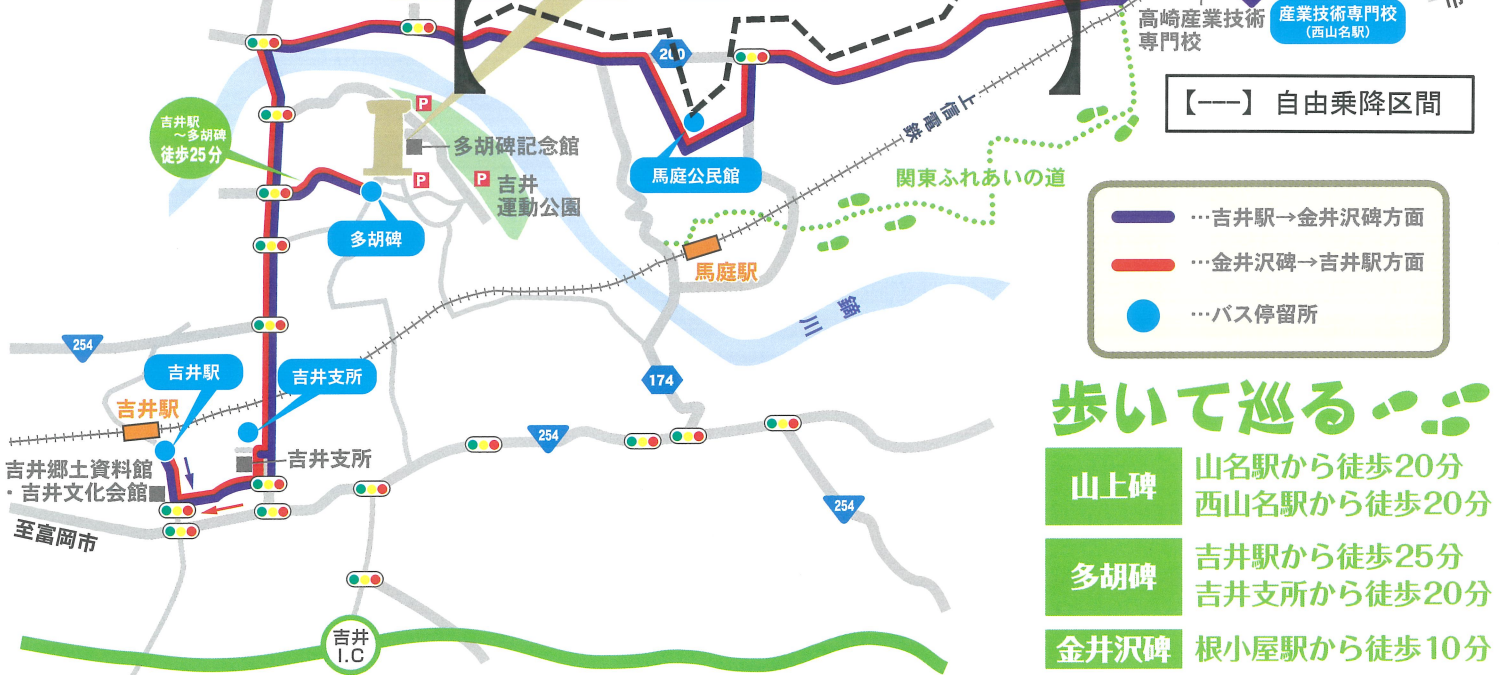 高崎産業技術
専門校
産業技術専門校
(西山名駅)
【---】 自由乗降区間
200
P
吉井駅
〜多胡碑
徒歩25分
多胡碑記念館
上信電鉄
馬庭公民館
関東ふれあいの道
P
P
吉井
運動公園
多胡碑
馬庭駅
…吉井駅→金井沢碑方面
…金井沢碑→吉井駅方面
…バス停留所
鏑川
254
吉井駅
吉井支所
174
吉井駅
254
吉井郷土資料館
・吉井文化会館
吉井支所
至富岡市
254
吉井
I.C
歩いて巡る
山上碑
山名駅から徒歩20分
西山名駅から徒歩20分
多胡碑
吉井駅から徒歩25分
吉井支所から徒歩20分
金井沢碑
根小屋駅から徒歩10分